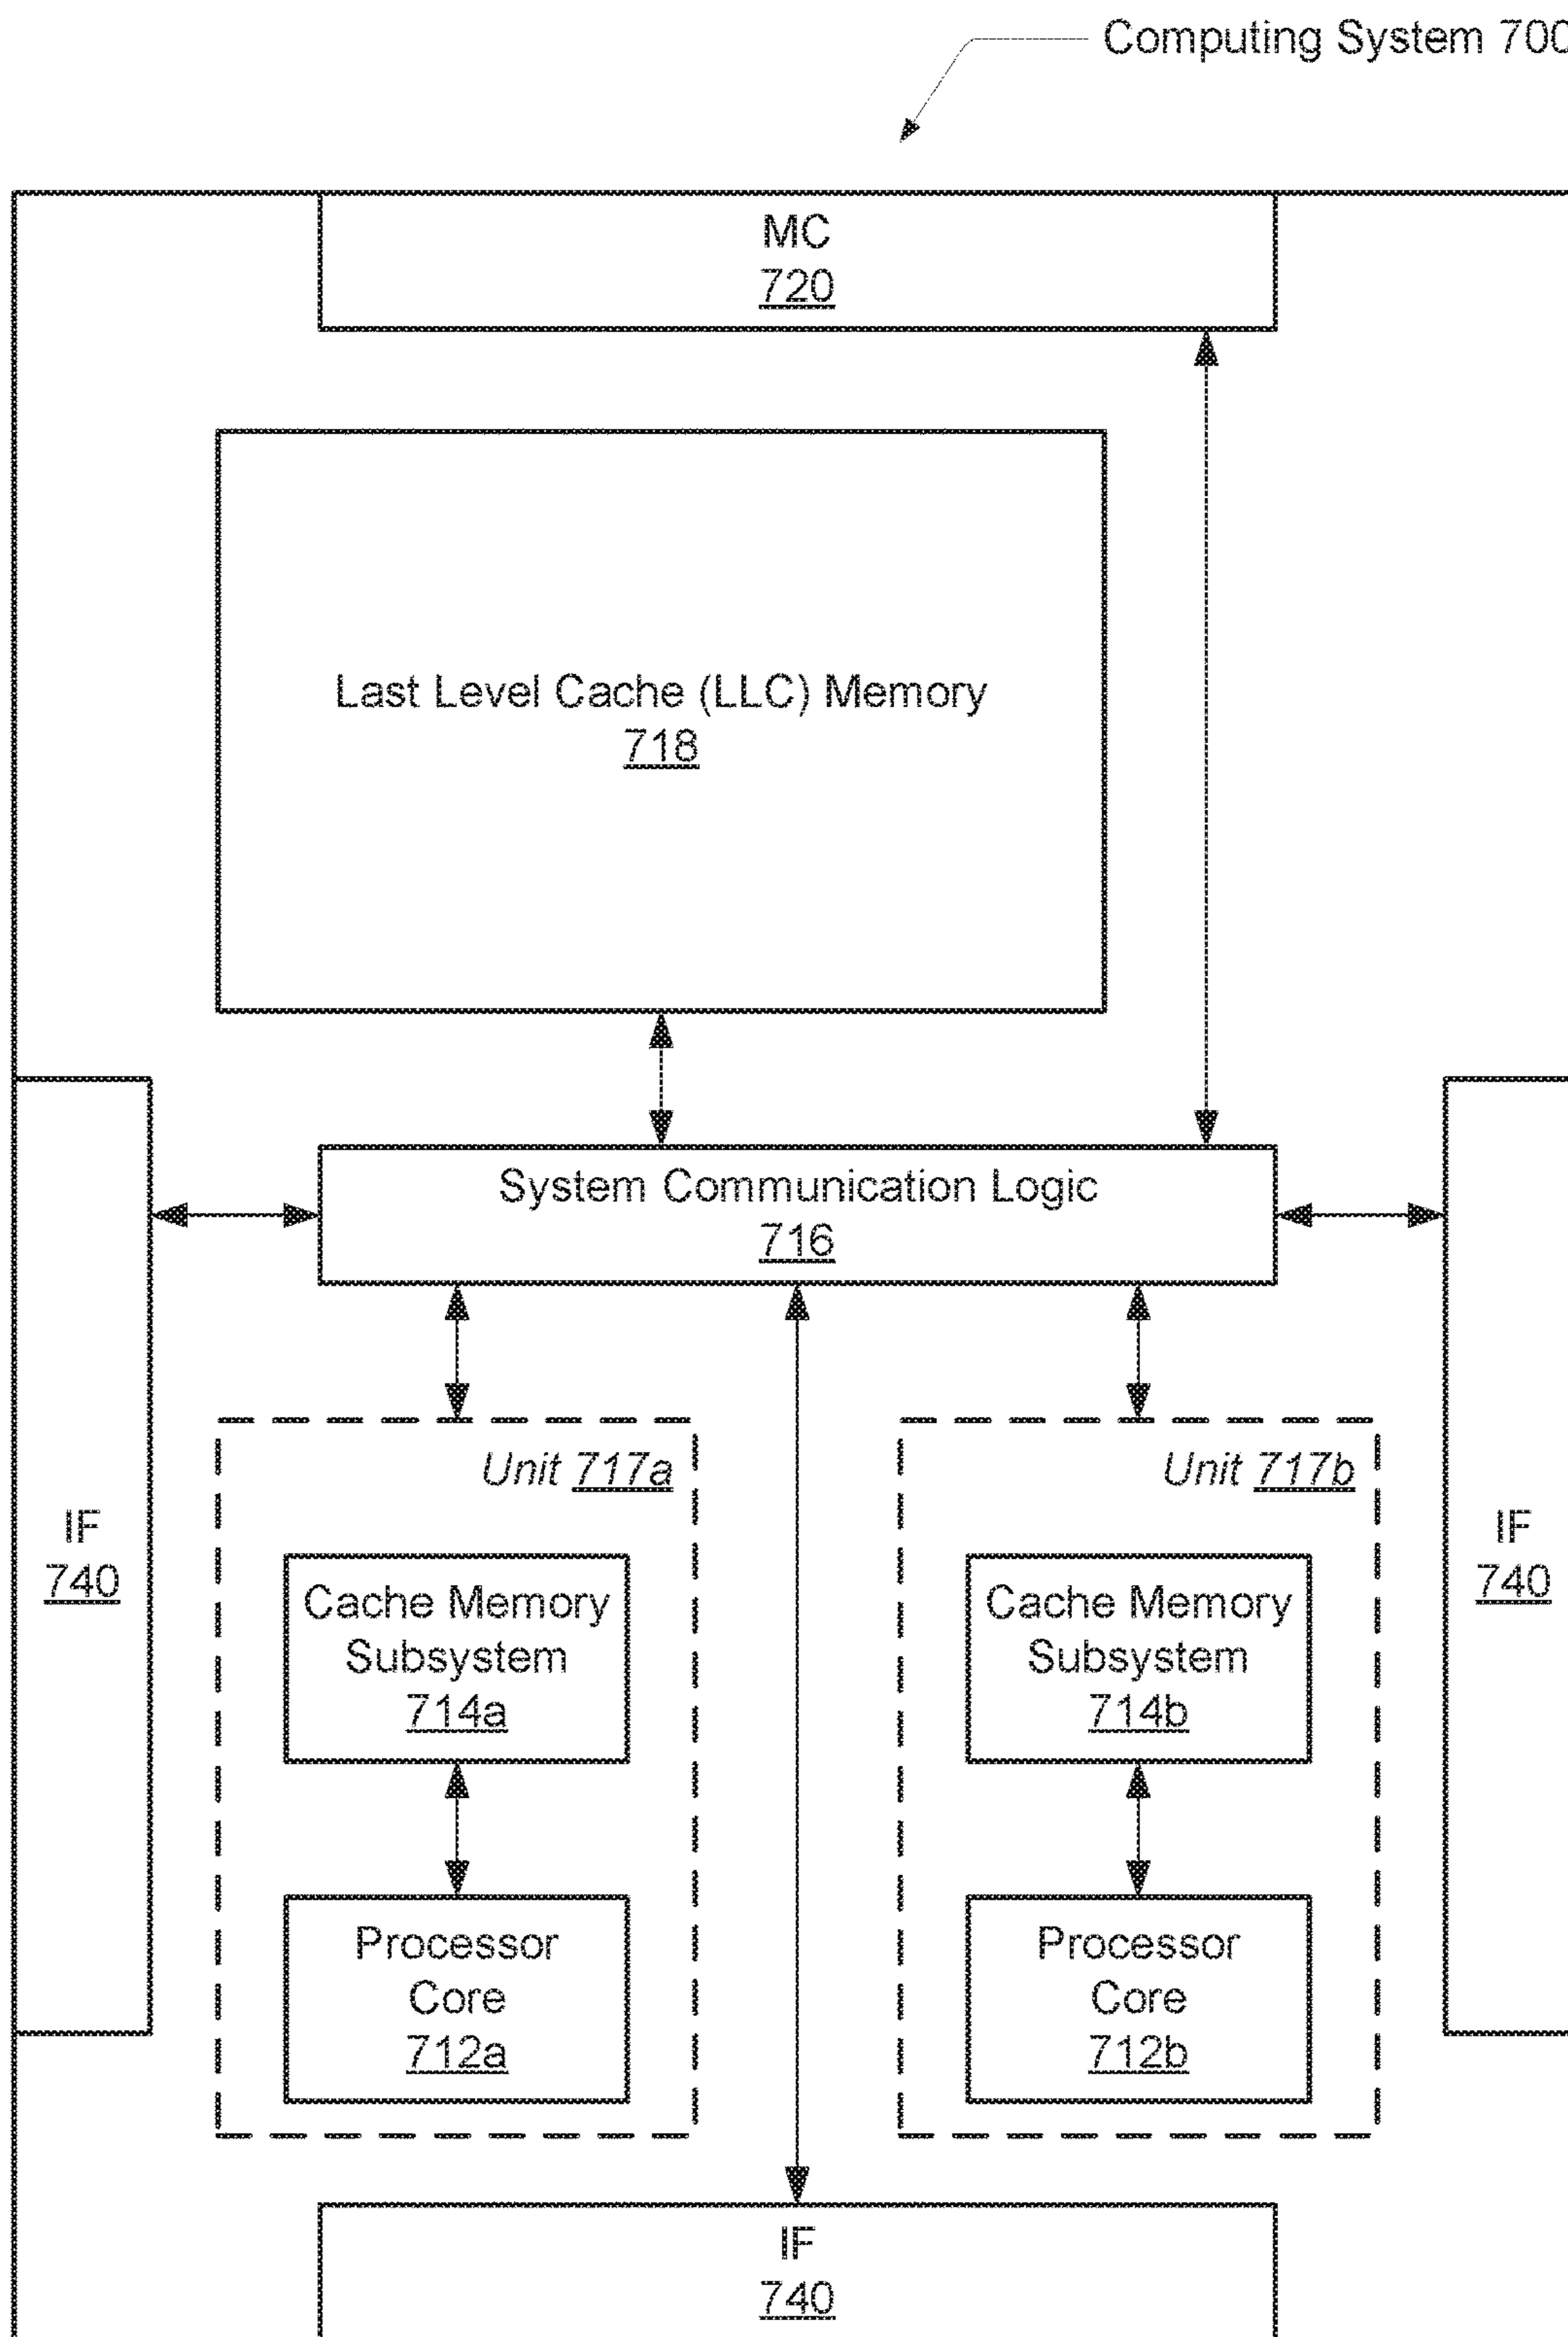 Computing System 700
MC
720
Last Level Cache (LLC) Memory
718
System Communication Logic
716
Unit 717a
Unit 717b
IF
740
IF
740
Cache Memory
Subsystem
714a
Cache Memory
Subsystem
714b
Processor
Core
712a
Processor
Core
712b
IF
740